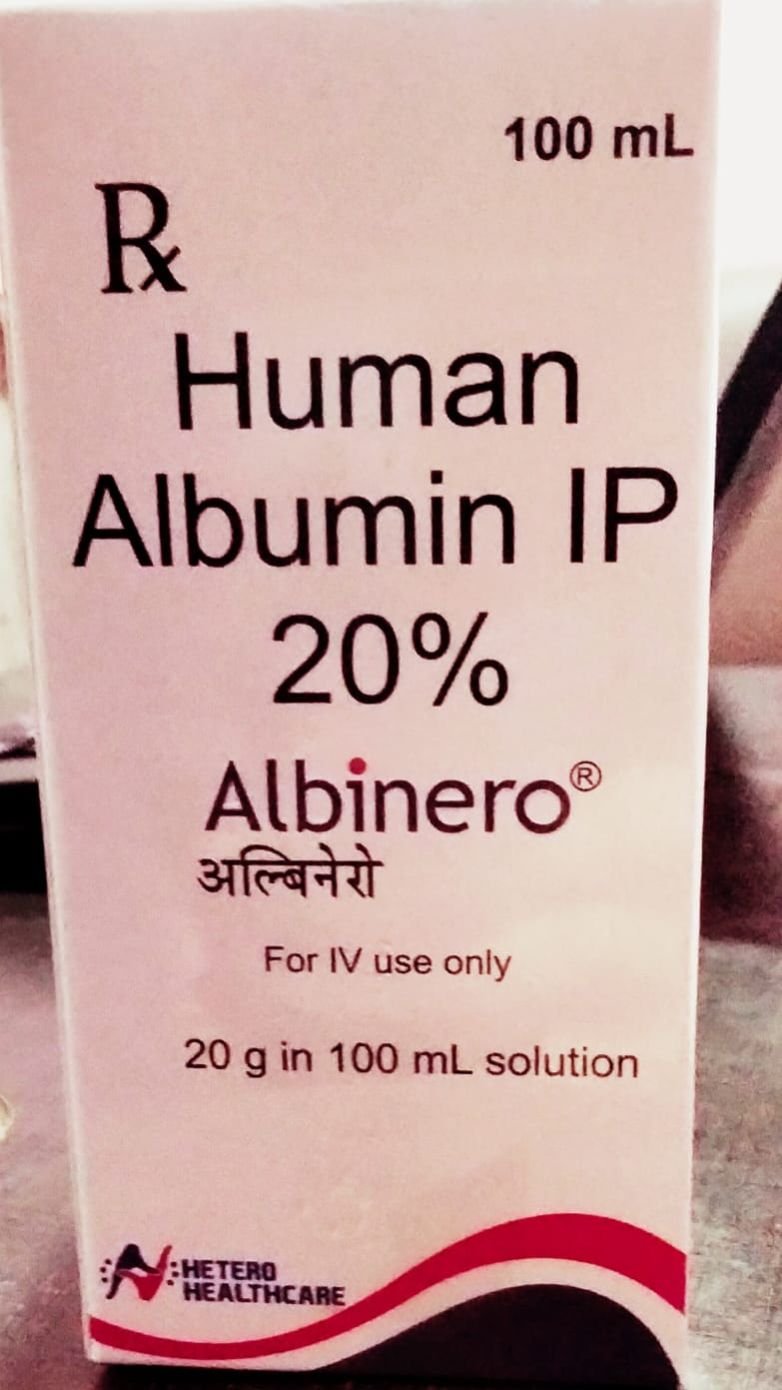 100 mL
Rx
Human
Albumin IP
20%
Albinero®
अल्बिनेरो
For IV use only
20 g in 100 mL solution
HETERO
HEALTHCARE